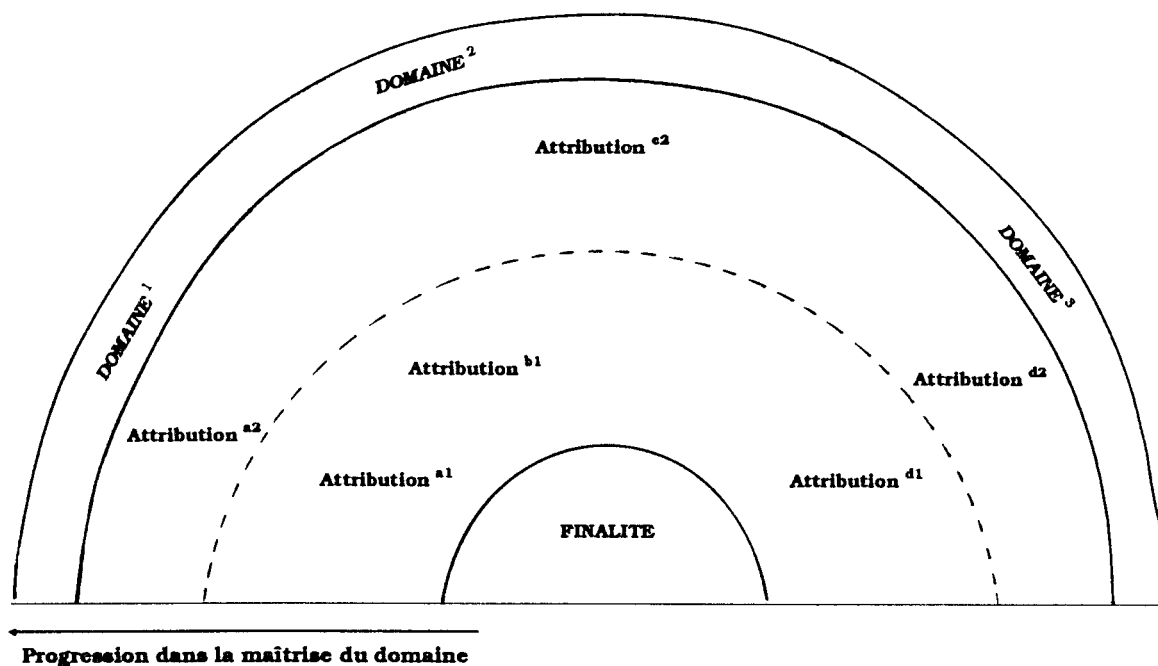 DOMAINE 2
Attribution c2
DOMAINE 3
DOMAINE 1
Attribution b1
Attribution d2
Attribution a2
Attribution a1
Attribution d1
FINALITE
Progression dans la maîtrise du domaine